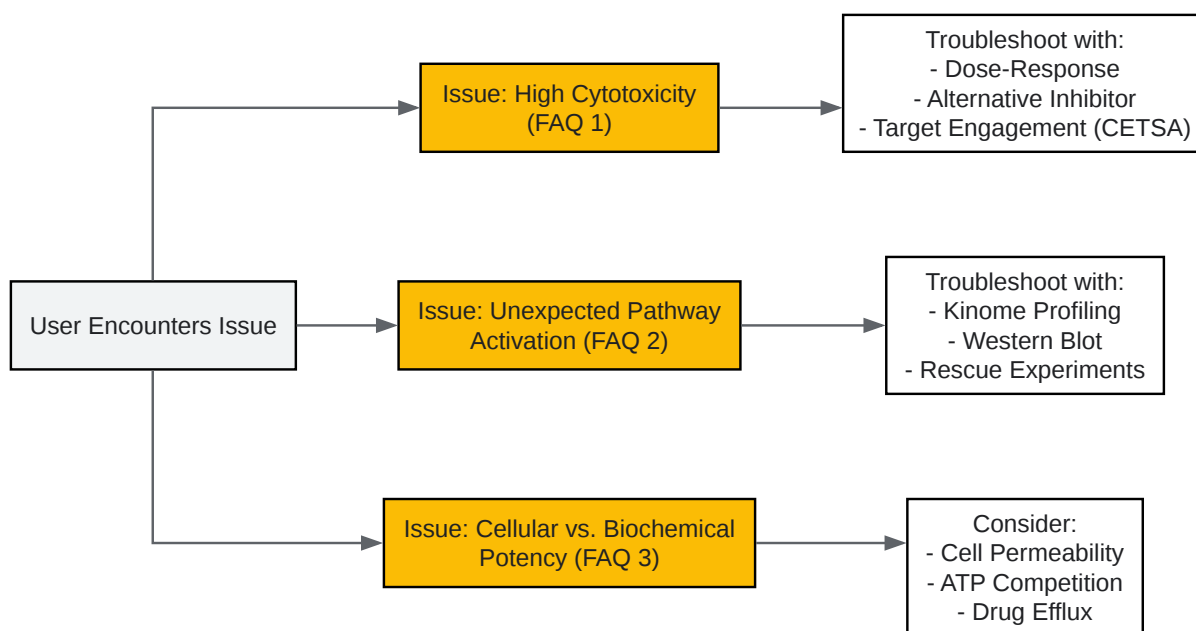 User Encounters Issue
Issue: High Cytotoxicity
(FAQ 1)
Troubleshoot with:
- Dose-Response
- Alternative Inhibitor
- Target Engagement (CETSA)
Issue: Unexpected Pathway
Activation (FAQ 2)
Troubleshoot with:
- Kinome Profiling
- Western Blot
- Rescue Experiments
Issue: Cellular vs. Biochemical
Potency (FAQ 3)
Consider:
- Cell Permeability
- ATP Competition
- Drug Efflux